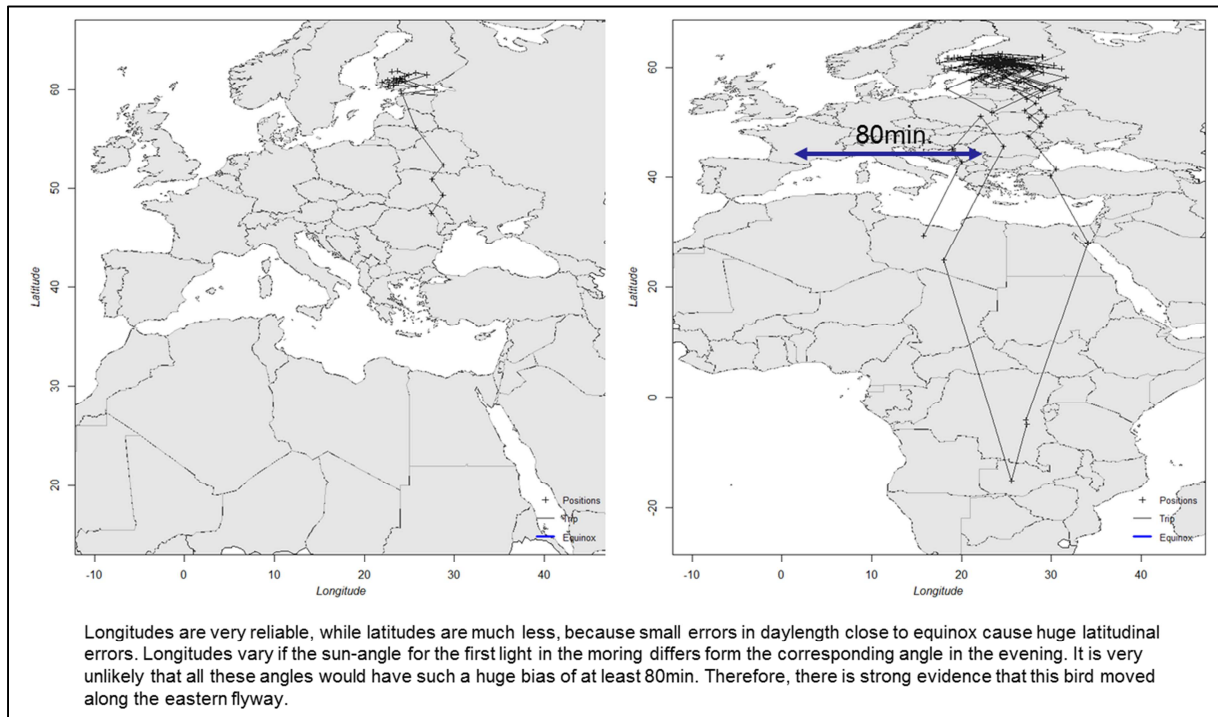 60
50
40
30
20
Latitude
-10
0
10
20
30
40
Longitude
Positions
Trip
Equinox
80min.
60
40
20
0
-20
Latitude
-10
0
10
20
30
40
Longitude
Positions
Trip
Equinox
Longitudes are very reliable, while latitudes are much less, because small errors in daylength close to equinox cause huge latitudinal
errors. Longitudes vary if the sun-angle for the first light in the moring differs form the corresponding angle in the evening. It is very
unlikely that all these angles would have such a huge bias of at least 80min. Therefore, there is strong evidence that this bird moved
along the eastern flyway.